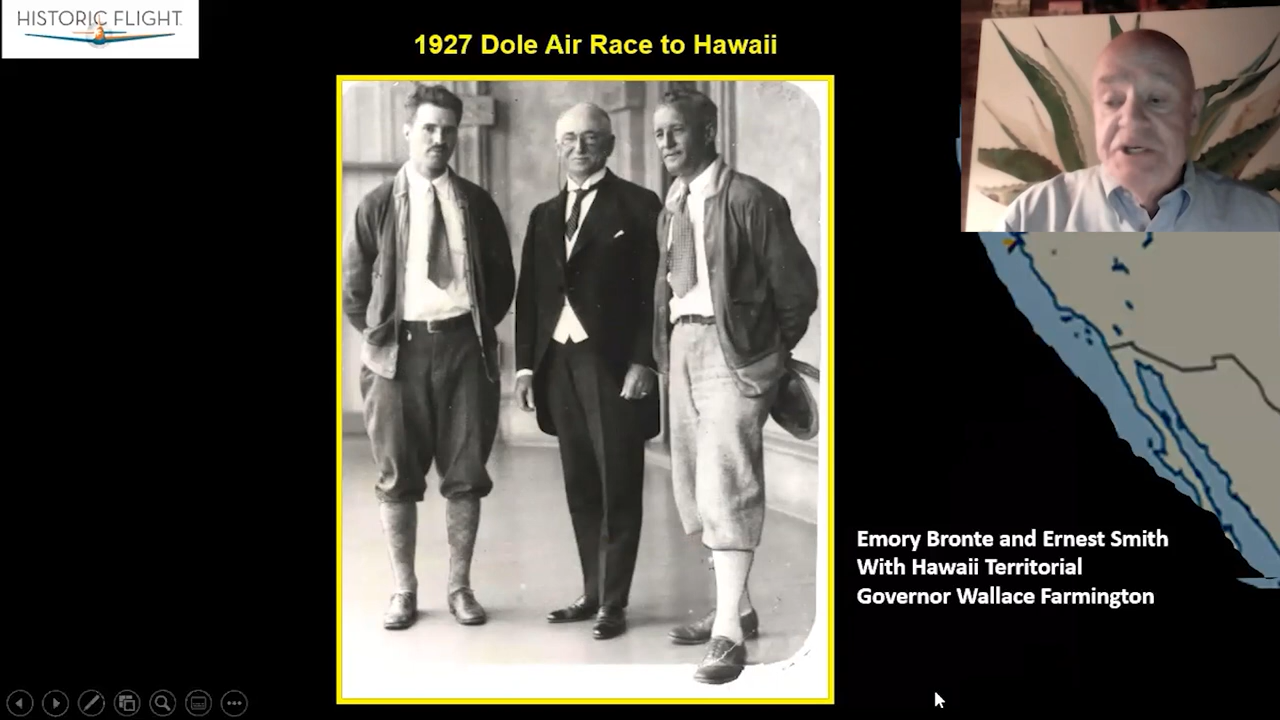 HISTORIC FLIGHT
1927 Dole Air Race to Hawaii
Emory Bronte and Ernest Smith
With Hawaii Territorial
Governor Wallace Farmington